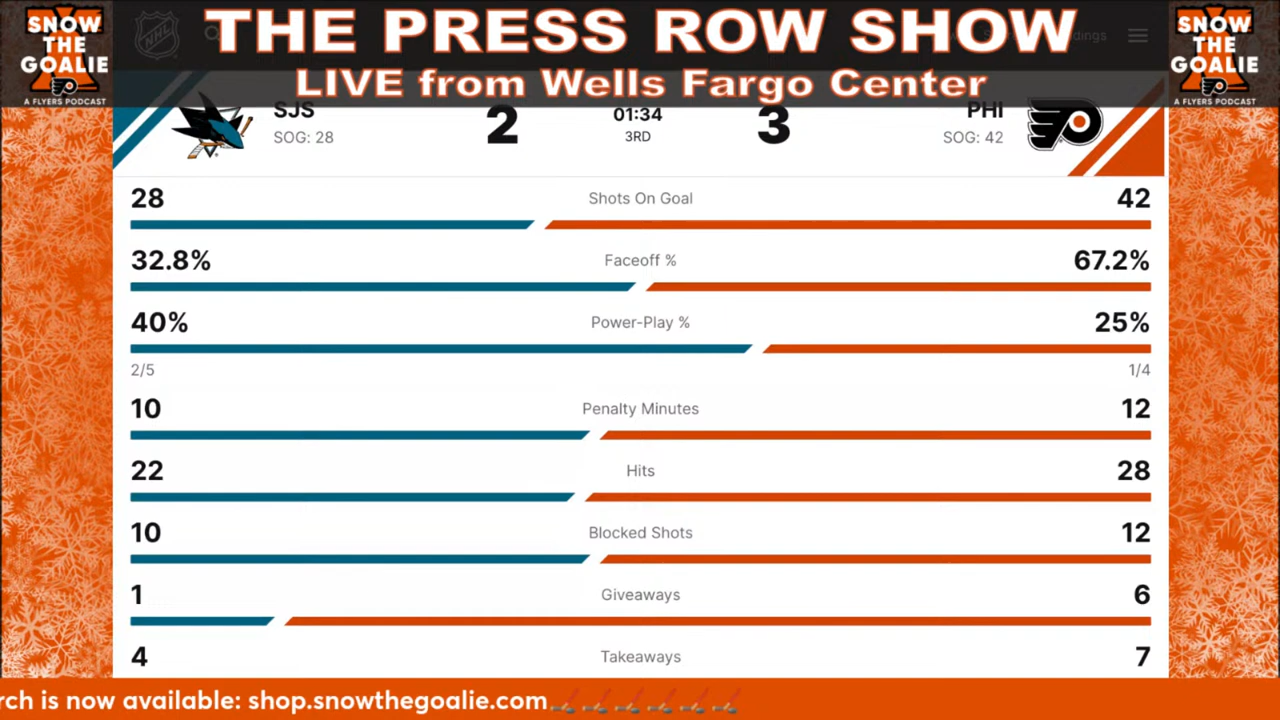 SNOW
THE
GOALIE
A FLYERS PODCAST
THE PRESS ROW SHOW
LIVE from Wells Fargo Center
SNOW
THE
GOALIE
A FLYERS PODCAST
NHL
SJS
SOG: 28
2
01:34
3RD
3
PHI
SOG: 42
28 Shots On Goal 42
32.8% Faceoff % 67.2%
40% Power-Play % 25%
2/5 1/4
10 Penalty Minutes 12
22 Hits 28
10 Blocked Shots 12
1 Giveaways 6
4 Takeaways 7
rch is now available: shop.snowthegoalie.com